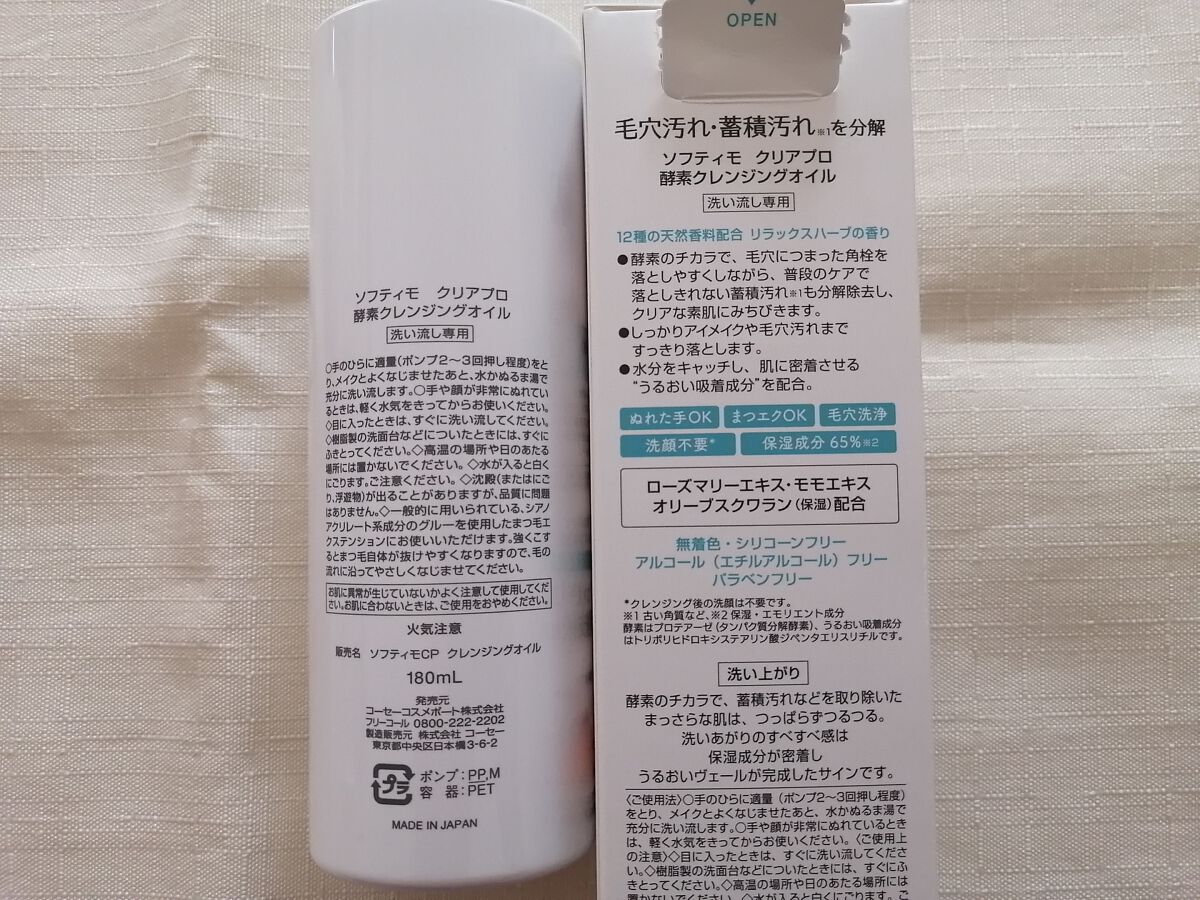 ソフティモ クリアプロ
酵素クレンジングオイル
洗い流し専用
○手のひらに適量(ポンプ2〜3回押し程度)をと
り、メイクとよくなじませたあと、水かぬるま湯で
充分に洗い流します。○手や顔が非常にぬれてい
るときは、軽く水気をきってからお使いください。
◇目に入ったときは、すぐに洗い流してください。
◇樹脂製の洗面台などについたときには、すぐに
ふきとってください。◇高温の場所や日のあたる
場所には置かないでください。◇水が入ると白く
にごります。ご注意ください。◇沈殿(またはにご
り、浮遊物)が出ることがありますが、品質に問題
はありません。◇一般的に用いられている、シアノ
アクリレート系成分のグルーを使用したまつ毛エ
クステンションにお使いいただけます。強くこす
るとまつ毛自体が抜けやすくなりますので、毛の
流れに沿ってやさしくなじませてください。
お肌に異常が生じていないかよく注意して使用してくだ
さい。お肌に合わないときは、ご使用をおやめください。
火気注意
販売名 ソフティモCP クレンジングオイル
180mL
発売元
コーセーコスメポート株式会社
フリーコール 0800-222-2202
製造販売元 株式会社 コーセー
東京都中央区日本橋3-6-2
プラ
ポンプ:PP,M
容 器:PET
MADE IN JAPAN
OPEN
毛穴汚れ・蓄積汚れ※1を分解
ソフティモ クリアプロ
酵素クレンジングオイル
洗い流し専用
12種の天然香料配合 リラックスハーブの香り
●酵素のチカラで、毛穴につまった角栓を
落としやすくしながら、普段のケアで
落としきれない蓄積汚れ※1も分解除去し、
クリアな素肌にみちびきます。
●しっかりアイメイクや毛穴汚れまで
すっきり落とします。
●水分をキャッチし、肌に密着させる
“うるおい吸着成分”を配合。
ぬれた手OK まつエクOK 毛穴洗浄
洗顔不要* 保湿成分 65%※2
ローズマリーエキス・モモエキス
オリーブスクワラン(保湿)配合
無着色・シリコーンフリー
アルコール(エチルアルコール)フリー
パラベンフリー
*クレンジング後の洗顔は不要です。
※1 古い角質など、※2 保湿・エモリエント成分
酵素はプロテアーゼ(タンパク質分解酵素)、うるおい吸着成分
はトリポリヒドロキシステアリン酸ジペンタエリスリチルです。
洗い上がり
酵素のチカラで、蓄積汚れなどを取り除いた
まっさらな肌は、つっぱらずつるつる。
洗いあがりのすべすべ感は
保湿成分が密着し
うるおいヴェールが完成したサインです。
〈ご使用法〉○手のひらに適量(ポンプ2〜3回押し程度)
をとり、メイクとよくなじませたあと、水かぬるま湯で
充分に洗い流します。○手や顔が非常にぬれているとき
は、軽く水気をきってからお使いください。〈ご使用上
の注意〉◇目に入ったときは、すぐに洗い流してくださ
い。◇樹脂製の洗面台などについたときには、すぐにふ
きとってください。◇高温の場所や日のあたる場所には
置かないでください。◇水が入ると白くにごります。ご